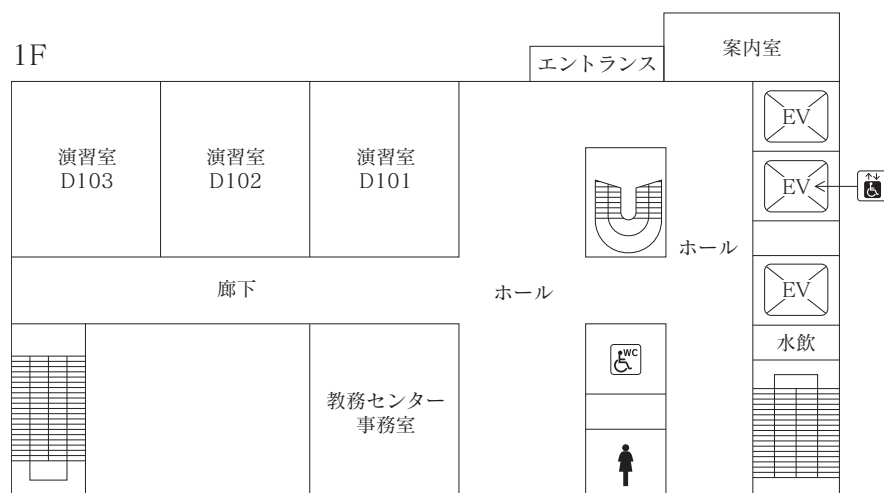 1F
エントランス
案内室
演習室
D103
演習室
D102
演習室
D101
EV
EV
ホール
廊下
ホール
EV
WC
水飲
教務センター
事務室